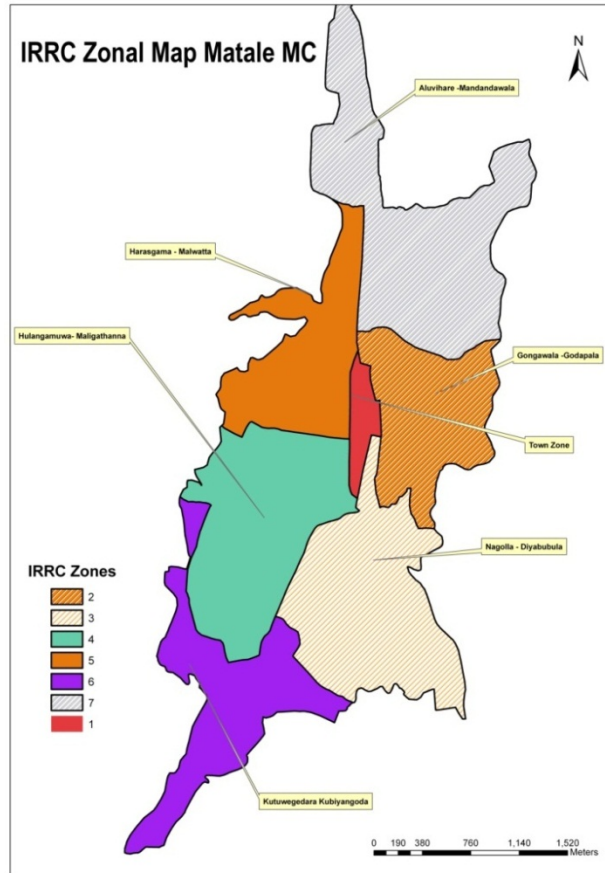 IRRC Zonal Map Matale MC
N
Aluvihare -Mandandawala
Harasgama - Malwatta
Hulangamuwa- Maligathanna
Gongawala -Godapala
Town Zone
Nagolla - Diyabubula
IRRC Zones
2
3
4
5
6
7
1
Kutuwegedara Kubiyangoda
0 190 380 760 1,140 1,520
Meters